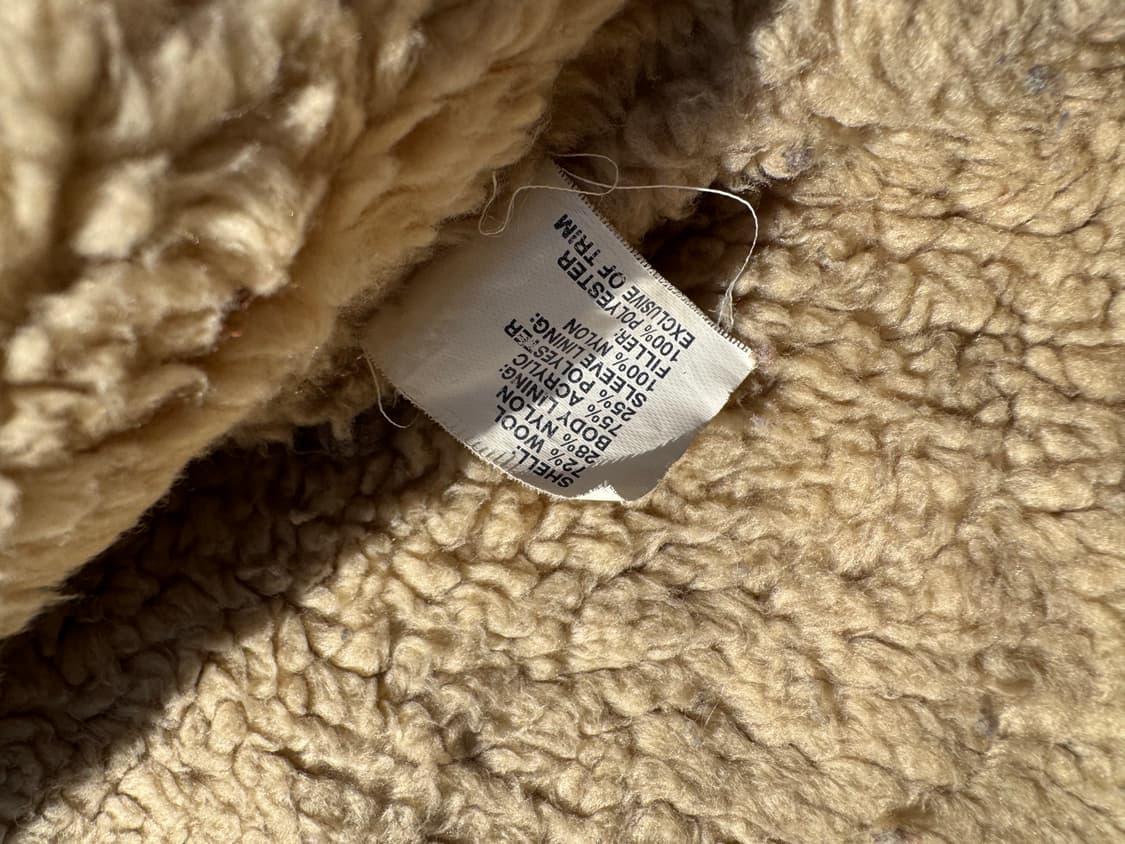 SHELL:
72% WOOL
28% NYLON
BODY LINING:
75% ACRYLIC
25% POLYESTER
SLEEVE LINING:
100% NYLON
FILLER:
100% POLYESTER
EXCLUSIVE OF TRIM